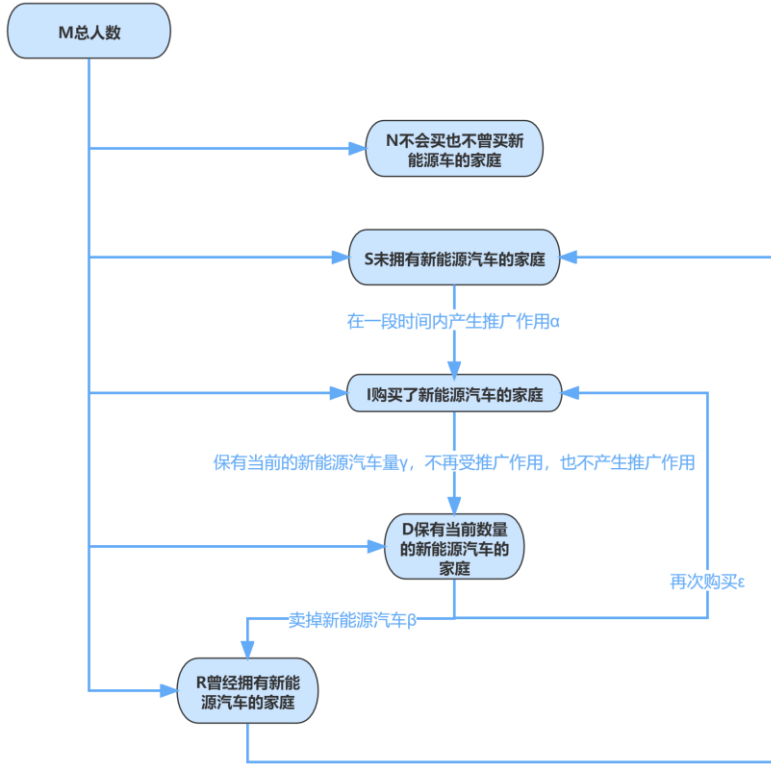 M总人数
N不会买也不曾买新
能源车的家庭
S未拥有新能源汽车的家庭
在一段时间内产生推广作用α
I购买了新能源汽车的家庭
保有当前的新能源汽车量γ，不再受推广作用，也不产生推广作用
D保有当前数量
的新能源汽车的
家庭
再次购买ε
卖掉新能源汽车β
R曾经拥有新能
源汽车的家庭